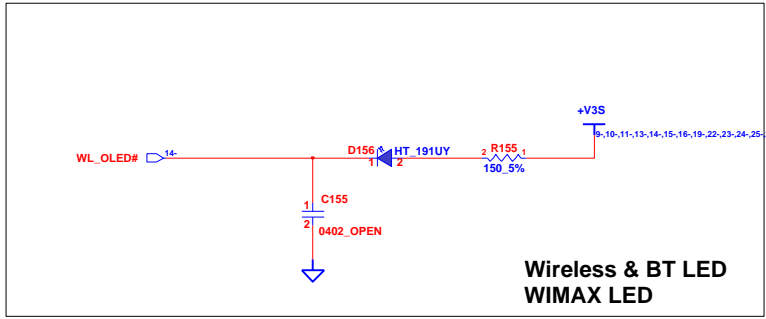 +V3S
9-,10-,11-,13-,14-,15-,16-,19-,22-,23-,24-,25-
WL_OLED# 14- D156 HT_191UY 2 R155 1
1 2 150_5%
1 C155
2 0402_OPEN
Wireless & BT LED
WIMAX LED